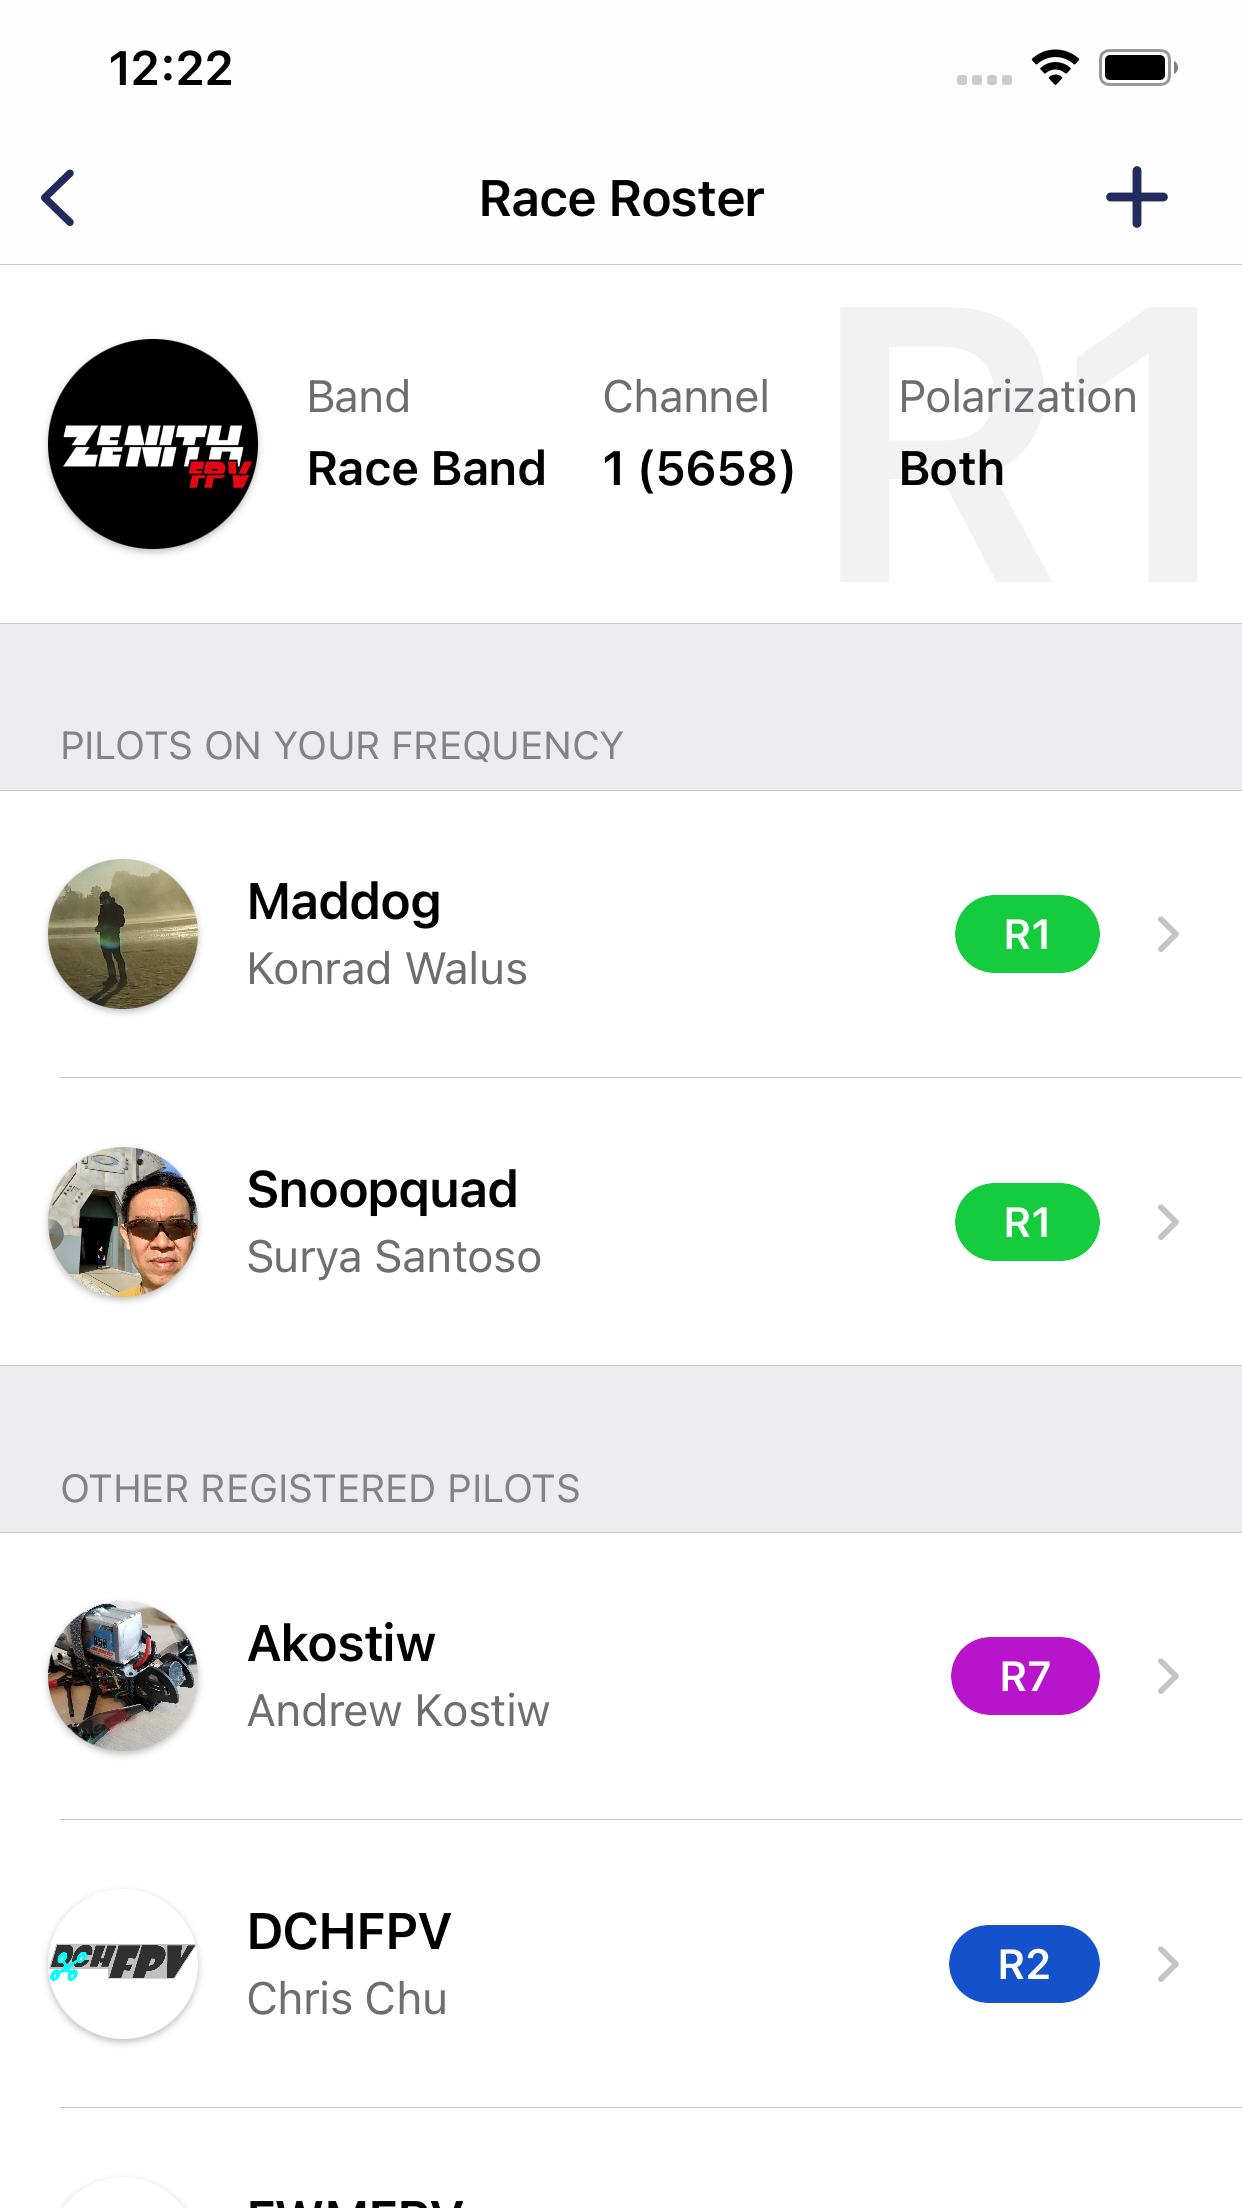 12:22
Race Roster
R1
ZENITH
FPV
Band
Channel
Polarization
Race Band
1 (5658)
Both
PILOTS ON YOUR FREQUENCY
Maddog
Konrad Walus
R1
Snoopquad
Surya Santoso
R1
OTHER REGISTERED PILOTS
Akostiw
Andrew Kostiw
R7
DCHFPV
DCHFPV
Chris Chu
R2